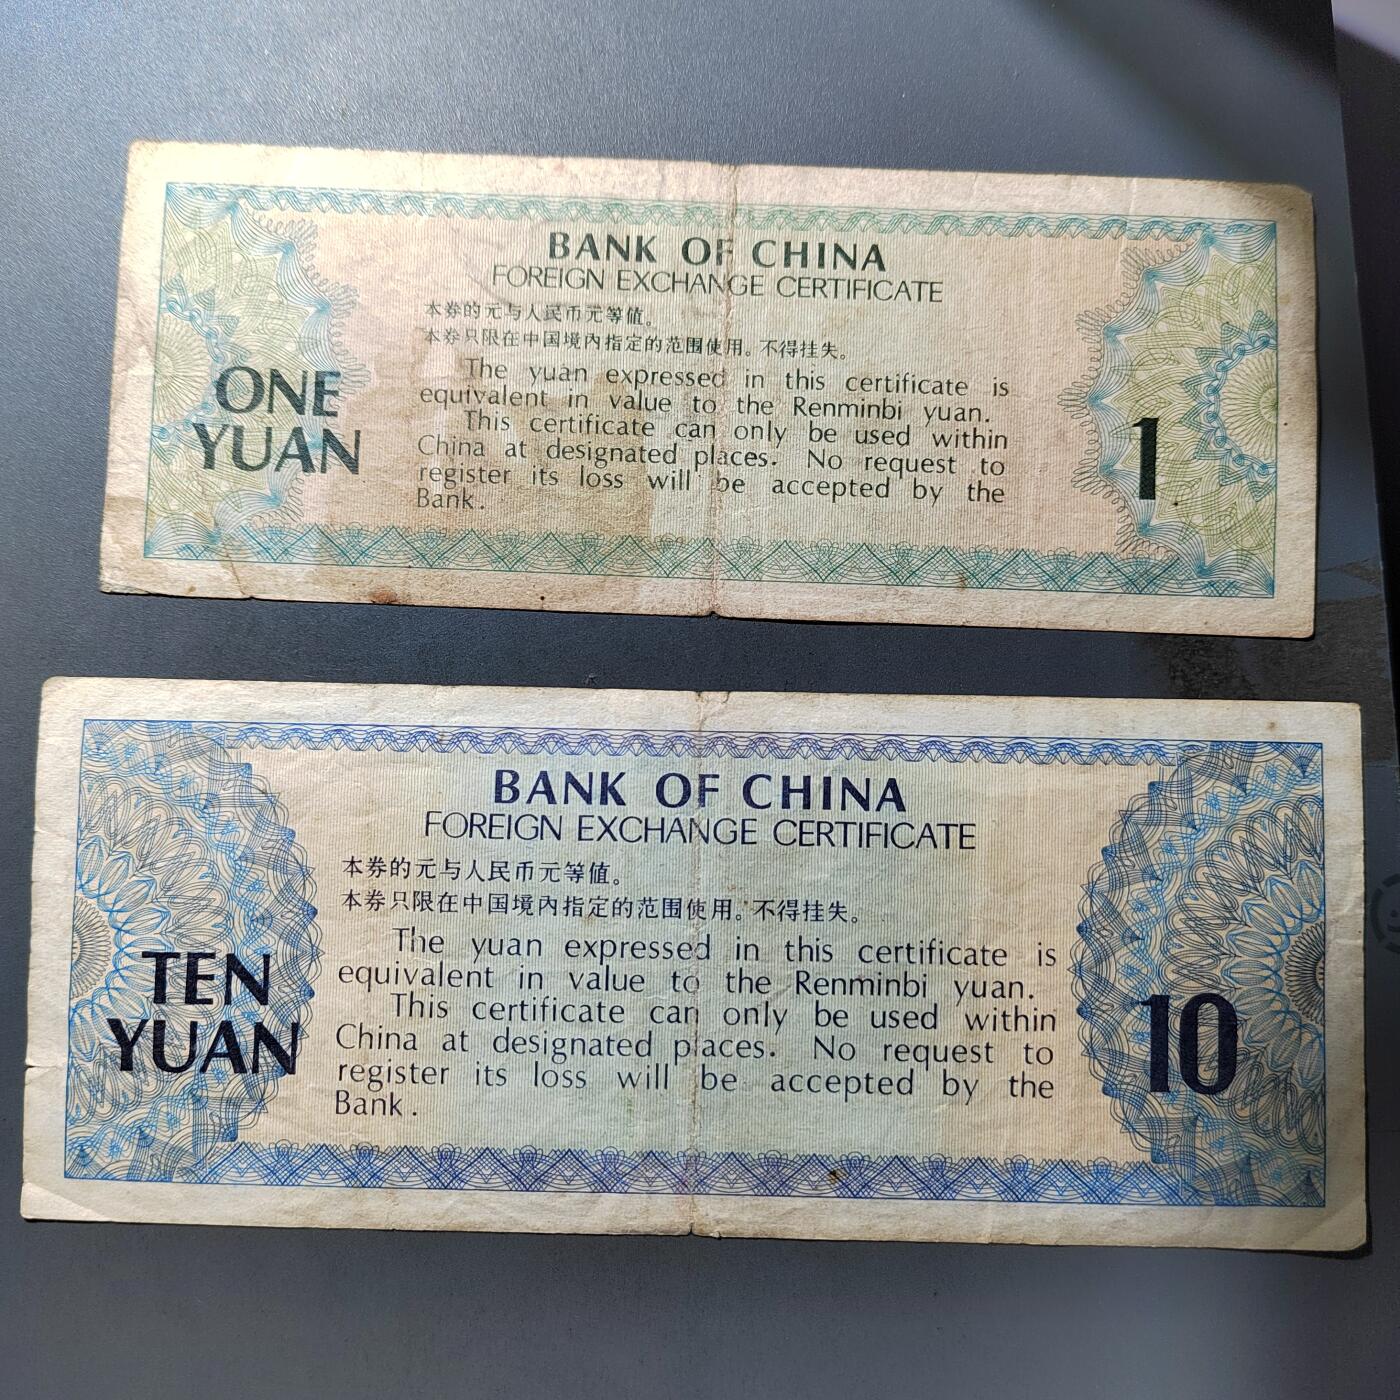 BANK OF CHINA
FOREIGN EXCHANGE CERTIFICATE
本券的元与人民币元等值。
本券只限在中国境内指定的范围使用。不得挂失。
The yuan expressed in this certificate is
equivalent in value to the Renminbi yuan.
This certificate can only be used within
China at designated places. No request to
register its loss will be accepted by the
Bank.
ONE
YUAN
1
BANK OF CHINA
FOREIGN EXCHANGE CERTIFICATE
本券的元与人民币元等值。
本券只限在中国境内指定的范围使用。不得挂失。
The yuan expressed in this certificate is
equivalent in value to the Renminbi yuan.
This certificate can only be used within
China at designated places. No request to
register its loss will be accepted by the
Bank.
TEN
YUAN
10